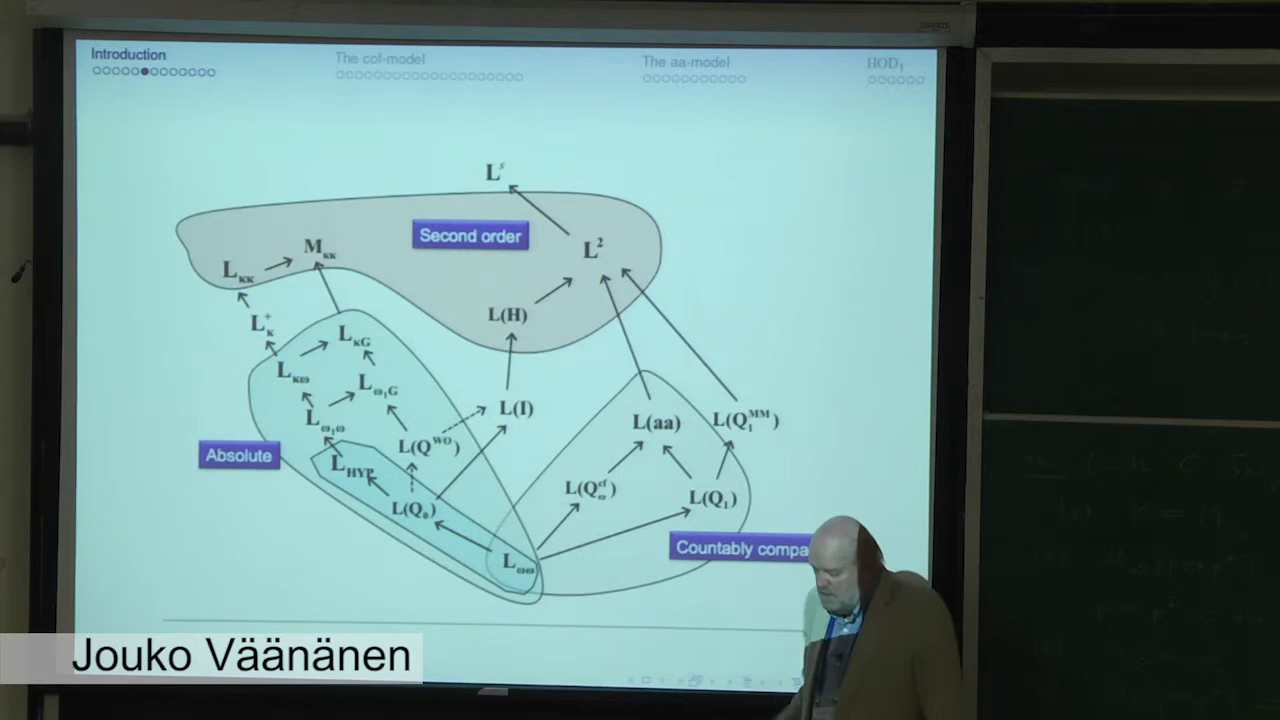 Introduction
The cof-model
The aa-model
HOD₁
Lˢ
Second order
L²
M_κκ
L_κκ
L(H)
L⁺_κ
L_κG
L_κω
L_ω₁G
L(I)
L_ω₁ω
L(aa)
L(Q₁^MM)
L(Q^WO)
Absolute
L_HYP
L(Q_ω^cf)
L(Q₁)
L(Q₀)
Countably compa
L_ωω
Jouko Väänänen